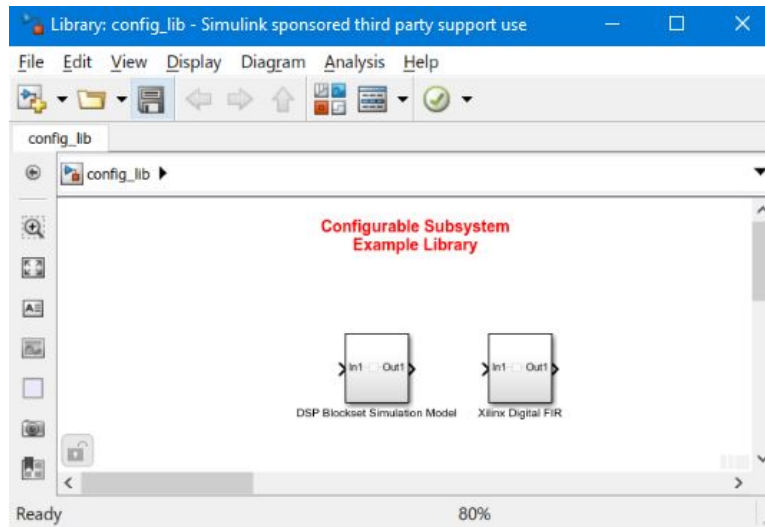 Library: config_lib - Simulink sponsored third party support use
File Edit View Display Diagram Analysis Help
config_lib
config_lib
Configurable Subsystem
Example Library
In1 Out1 In1 Out1
DSP Blockset Simulation Model Xilinx Digital FIR
Ready 80%